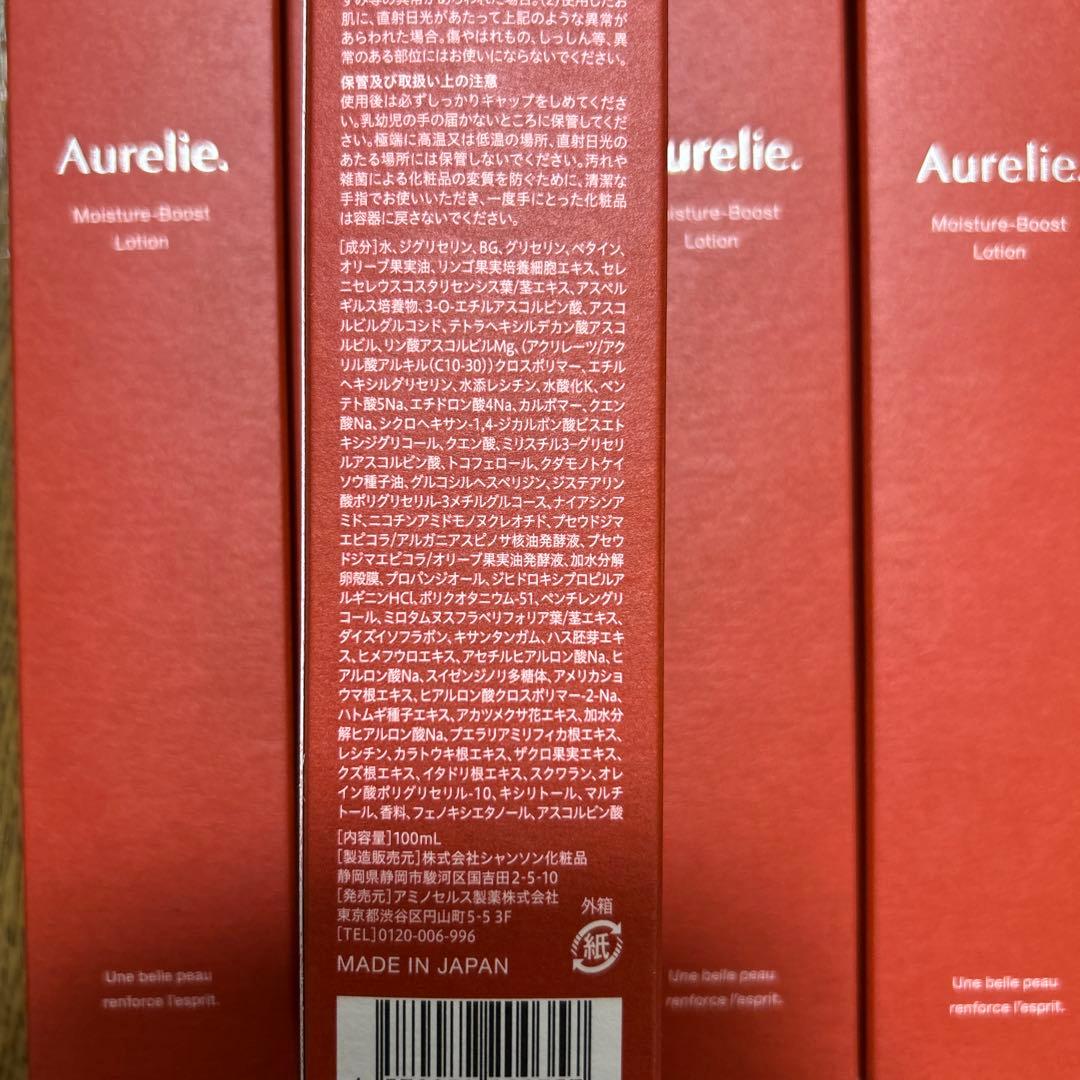 Aurelie.
Moisture-Boost
Lotion
Une belle peau
renforce l'esprit.
肌に、直射日光があたって上記のような異常が
あらわれた場合。傷やはれもの、しっしん等、異
常のある部位にはお使いにならないでください。
保管及び取扱い上の注意
使用後は必ずしっかりキャップをしめてくださ
い。乳幼児の手の届かないところに保管してくだ
さい。極端に高温又は低温の場所、直射日光の
あたる場所には保管しないでください。汚れや
雑菌による化粧品の変質を防ぐために、清潔な
手指でお使いいただき、一度手にとった化粧品
は容器に戻さないでください。
[成分]水、ジグリセリン、BG、グリセリン、ベタイン、
オリーブ果実油、リンゴ果実培養細胞エキス、セレ
ニセレウスコスタリセンシス葉/茎エキス、アスペル
ギルス培養物、3-O-エチルアスコルビン酸、アスコ
ルビルグルコシド、テトラヘキシルデカン酸アスコ
ルビル、リン酸アスコルビルMg、(アクリレーツ/アク
リル酸アルキル(C10-30))クロスポリマー、エチル
ヘキシルグリセリン、水添レシチン、水酸化K、ペン
テト酸5Na、エチドロン酸4Na、カルボマー、クエン
酸Na、シクロヘキサン-1,4-ジカルボン酸ビスエト
キシジグリコール、クエン酸、ミリスチル3-グリセリ
ルアスコルビン酸、トコフェロール、クダモノトケイ
ソウ種子油、グルコシルヘスペリジン、ジステアリン
酸ポリグリセリル-3メチルグルコース、ナイアシンア
ミド、ニコチンアミドモノヌクレオチド、プセウドジマ
エピコラ/アルガニアスピノサ核油発酵液、プセウ
ドジマエピコラ/オリーブ果実油発酵液、加水分解
卵殻膜、プロパンジオール、ジヒドロキシプロピルア
ルギニンHCl、ポリクオタニウム-51、ペンチレングリ
コール、ミロタムヌスフラベリフォリア葉/茎エキス、
ダイズイソフラボン、キサンタンガム、ハス胚芽エキ
ス、ヒメフウロエキス、アセチルヒアルロン酸Na、ヒ
アルロン酸Na、スイゼンジノリ多糖体、アメリカショ
ウマ根エキス、ヒアルロン酸クロスポリマー-2-Na、
ハトムギ種子エキス、アカツメクサ花エキス、加水分
解ヒアルロン酸Na、プエラリアミリフィカ根エキス、
レシチン、カラトウキ根エキス、ザクロ果実エキス、
クズ根エキス、イタドリ根エキス、スクワラン、オレ
イン酸ポリグリセリル-10、キシリトール、マルチ
トール、香料、フェノキシエタノール、アスコルビン酸
[内容量]100mL
[製造販売元]株式会社シャンソン化粧品
静岡県静岡市駿河区国吉田2-5-10
[発売元]アミノセルス製薬株式会社
東京都渋谷区円山町5-5 3F
[TEL]0120-006-996
MADE IN JAPAN
外箱
紙
urelie.
isture-Boost
Lotion
Une belle peau
renforce l'esprit.
Aurelie.
Moisture-Boost
Lotion
Une belle peau
renforce l'esprit.